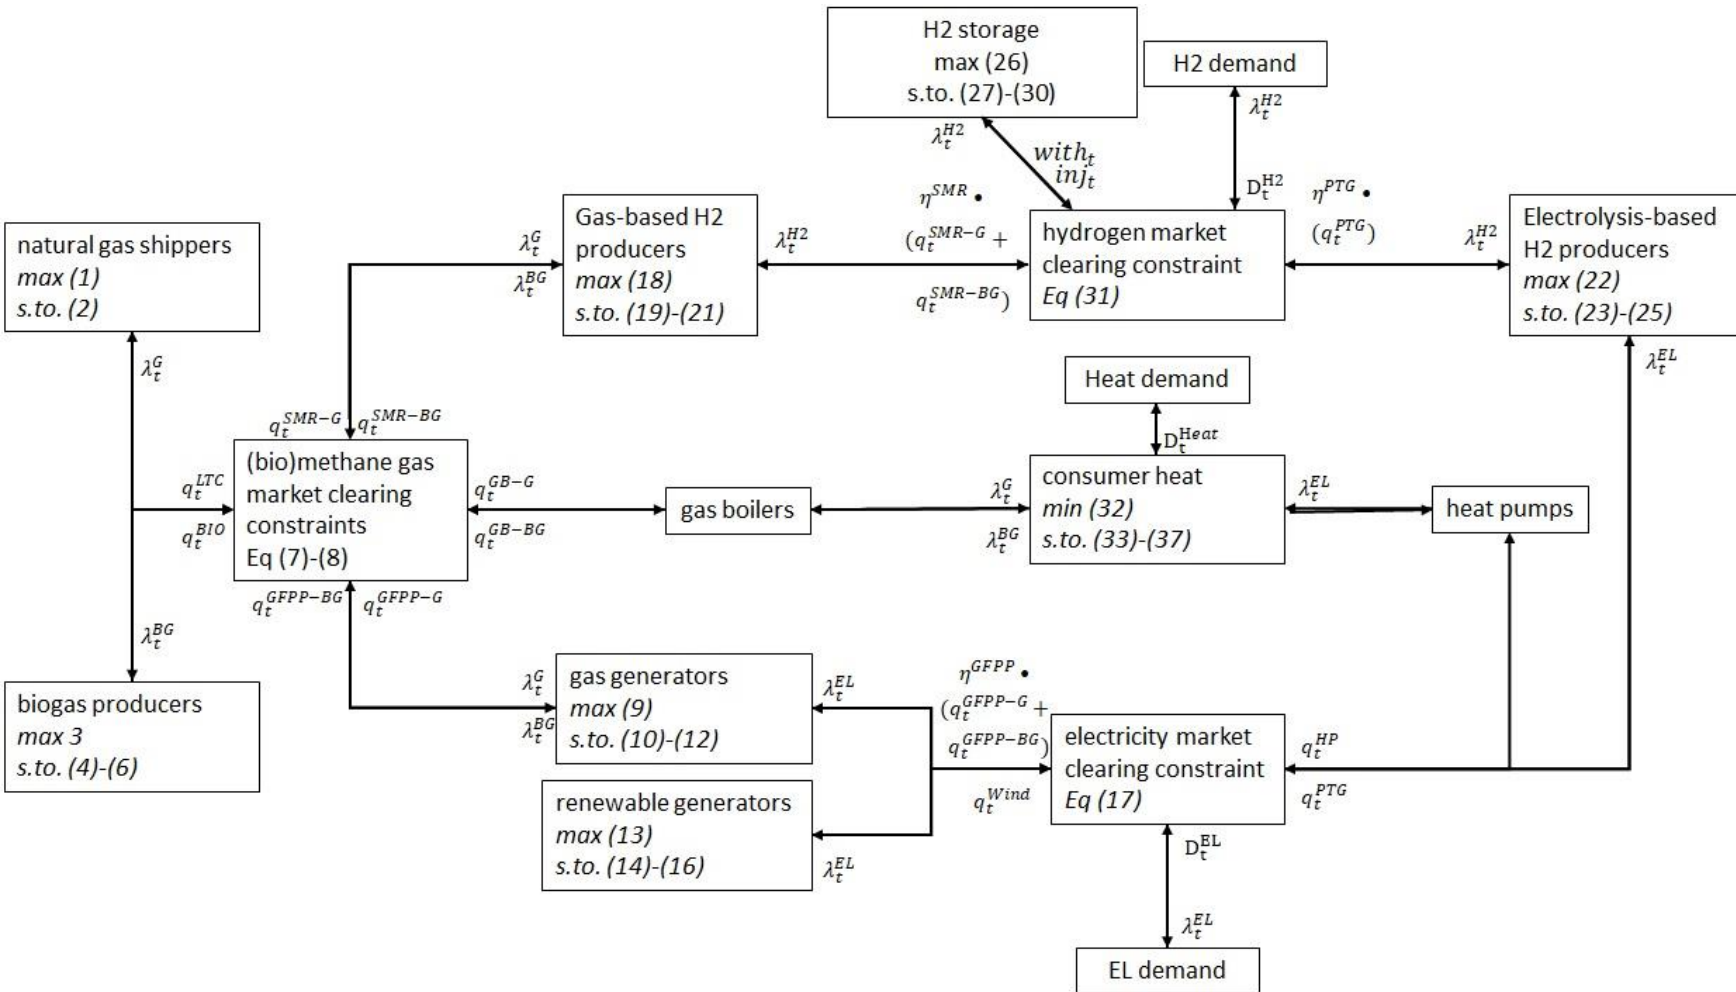 H2 storage
max (26)
s.to. (27)-(30)
H2 demand
λ_t^{H2}
λ_t^{H2}
with_t
inj_t
D_t^{H2}
natural gas shippers
max (1)
s.to. (2)
λ_t^G
Gas-based H2
producers
max (18)
s.to. (19)-(21)
λ_t^G
λ_t^{BG}
λ_t^{H2}
η^{SMR} •
(q_t^{SMR-G} +
q_t^{SMR-BG})
hydrogen market
clearing constraint
Eq (31)
η^{PTG} •
(q_t^{PTG})
λ_t^{H2}
Electrolysis-based
H2 producers
max (22)
s.to. (23)-(25)
λ_t^{EL}
Heat demand
D_t^{Heat}
q_t^{SMR-G}
q_t^{SMR-BG}
q_t^{LTC}
q_t^{BIO}
(bio)methane gas
market clearing
constraints
Eq (7)-(8)
q_t^{GB-G}
q_t^{GB-BG}
gas boilers
λ_t^G
λ_t^{BG}
consumer heat
min (32)
s.to. (33)-(37)
λ_t^{EL}
heat pumps
q_t^{GFPP-BG}
q_t^{GFPP-G}
λ_t^{BG}
biogas producers
max 3
s.to. (4)-(6)
λ_t^G
λ_t^{BG}
gas generators
max (9)
s.to. (10)-(12)
λ_t^{EL}
η^{GFPP} •
(q_t^{GFPP-G} +
q_t^{GFPP-BG})
q_t^{Wind}
renewable generators
max (13)
s.to. (14)-(16)
λ_t^{EL}
electricity market
clearing constraint
Eq (17)
q_t^{HP}
q_t^{PTG}
D_t^{EL}
λ_t^{EL}
EL demand